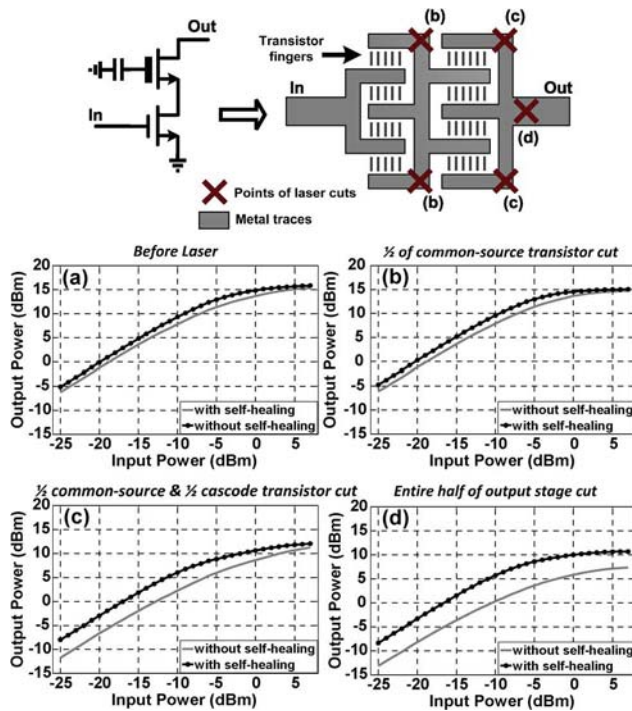 Out
In
Transistor
fingers
(b)
(c)
In
Out
(d)
(b)
(c)
Points of laser cuts
Metal traces
Before Laser
(a)
Output Power (dBm)
20
15
10
5
0
-5
-10
-15
with self-healing
without self-healing
-25 -20 -15 -10 -5 0 5
Input Power (dBm)
½ of common-source transistor cut
(b)
Output Power (dBm)
20
15
10
5
0
-5
-10
-15
without self-healing
with self-healing
-25 -20 -15 -10 -5 0 5
Input Power (dBm)
½ common-source & ½ cascode transistor cut
(c)
Output Power (dBm)
20
15
10
5
0
-5
-10
-15
without self-healing
with self-healing
-25 -20 -15 -10 -5 0 5
Input Power (dBm)
Entire half of output stage cut
(d)
Output Power (dBm)
20
15
10
5
0
-5
-10
-15
without self-healing
with self-healing
-25 -20 -15 -10 -5 0 5
Input Power (dBm)